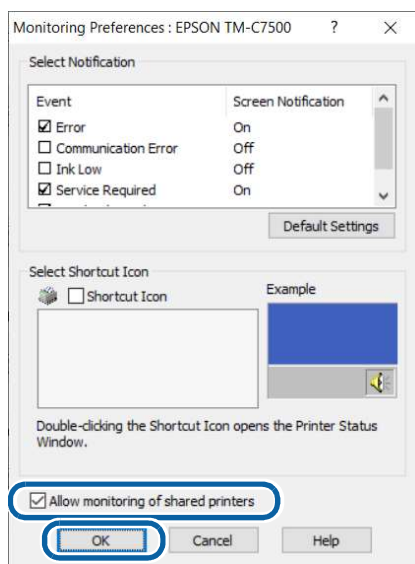 Monitoring Preferences : EPSON TM-C7500 ? ×
Select Notification
Event Screen Notification
Error On
Communication Error Off
Ink Low Off
Service Required On
Default Settings
Select Shortcut Icon
Shortcut Icon
Example
Double-clicking the Shortcut Icon opens the Printer Status
Window.
Allow monitoring of shared printers
OK Cancel Help